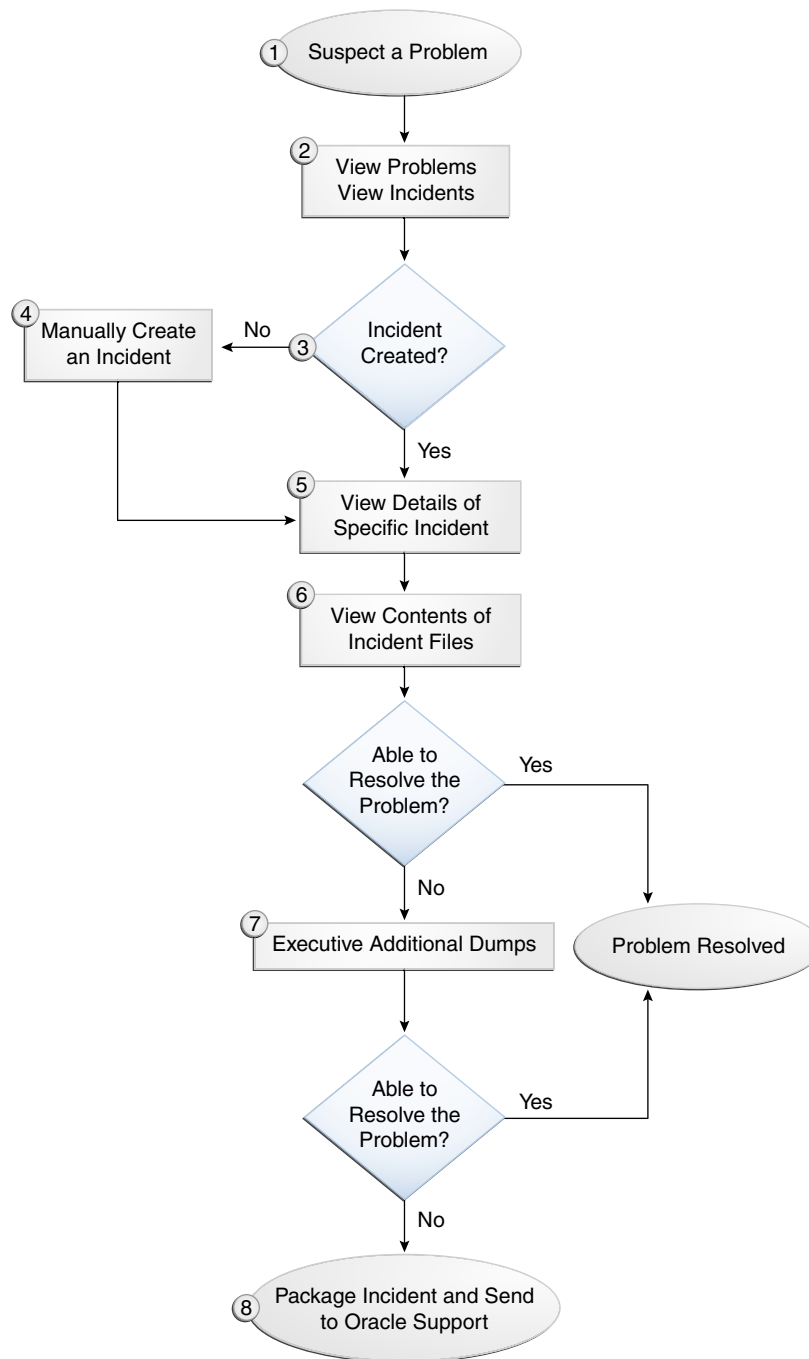 1 Suspect a Problem
2
View Problems
View Incidents
4
Manually Create
an Incident
No
3
Incident
Created?
Yes
5
View Details of
Specific Incident
6
View Contents of
Incident Files
Able to
Resolve the
Problem?
Yes
No
7
Executive Additional Dumps
Problem Resolved
Able to
Resolve the
Problem?
Yes
No
8
Package Incident and Send
to Oracle Support